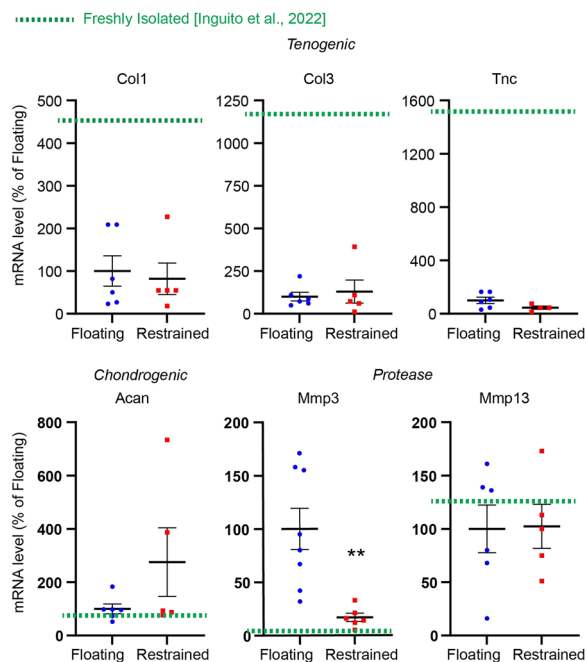 Freshly Isolated [Inguito et al., 2022]
Tenogenic
Col1 Col3 Tnc
mRNA level (% of Floating)
500 400 300 200 100 0
1250 1000 750 500 250 0
1600 1200 800 400 0
Floating Restrained Floating Restrained Floating Restrained
Chondrogenic Protease
Acan Mmp3 Mmp13
mRNA level (% of Floating)
800 600 400 200 0
200 150 100 50 0
200 150 100 50 0
**
Floating Restrained Floating Restrained Floating Restrained